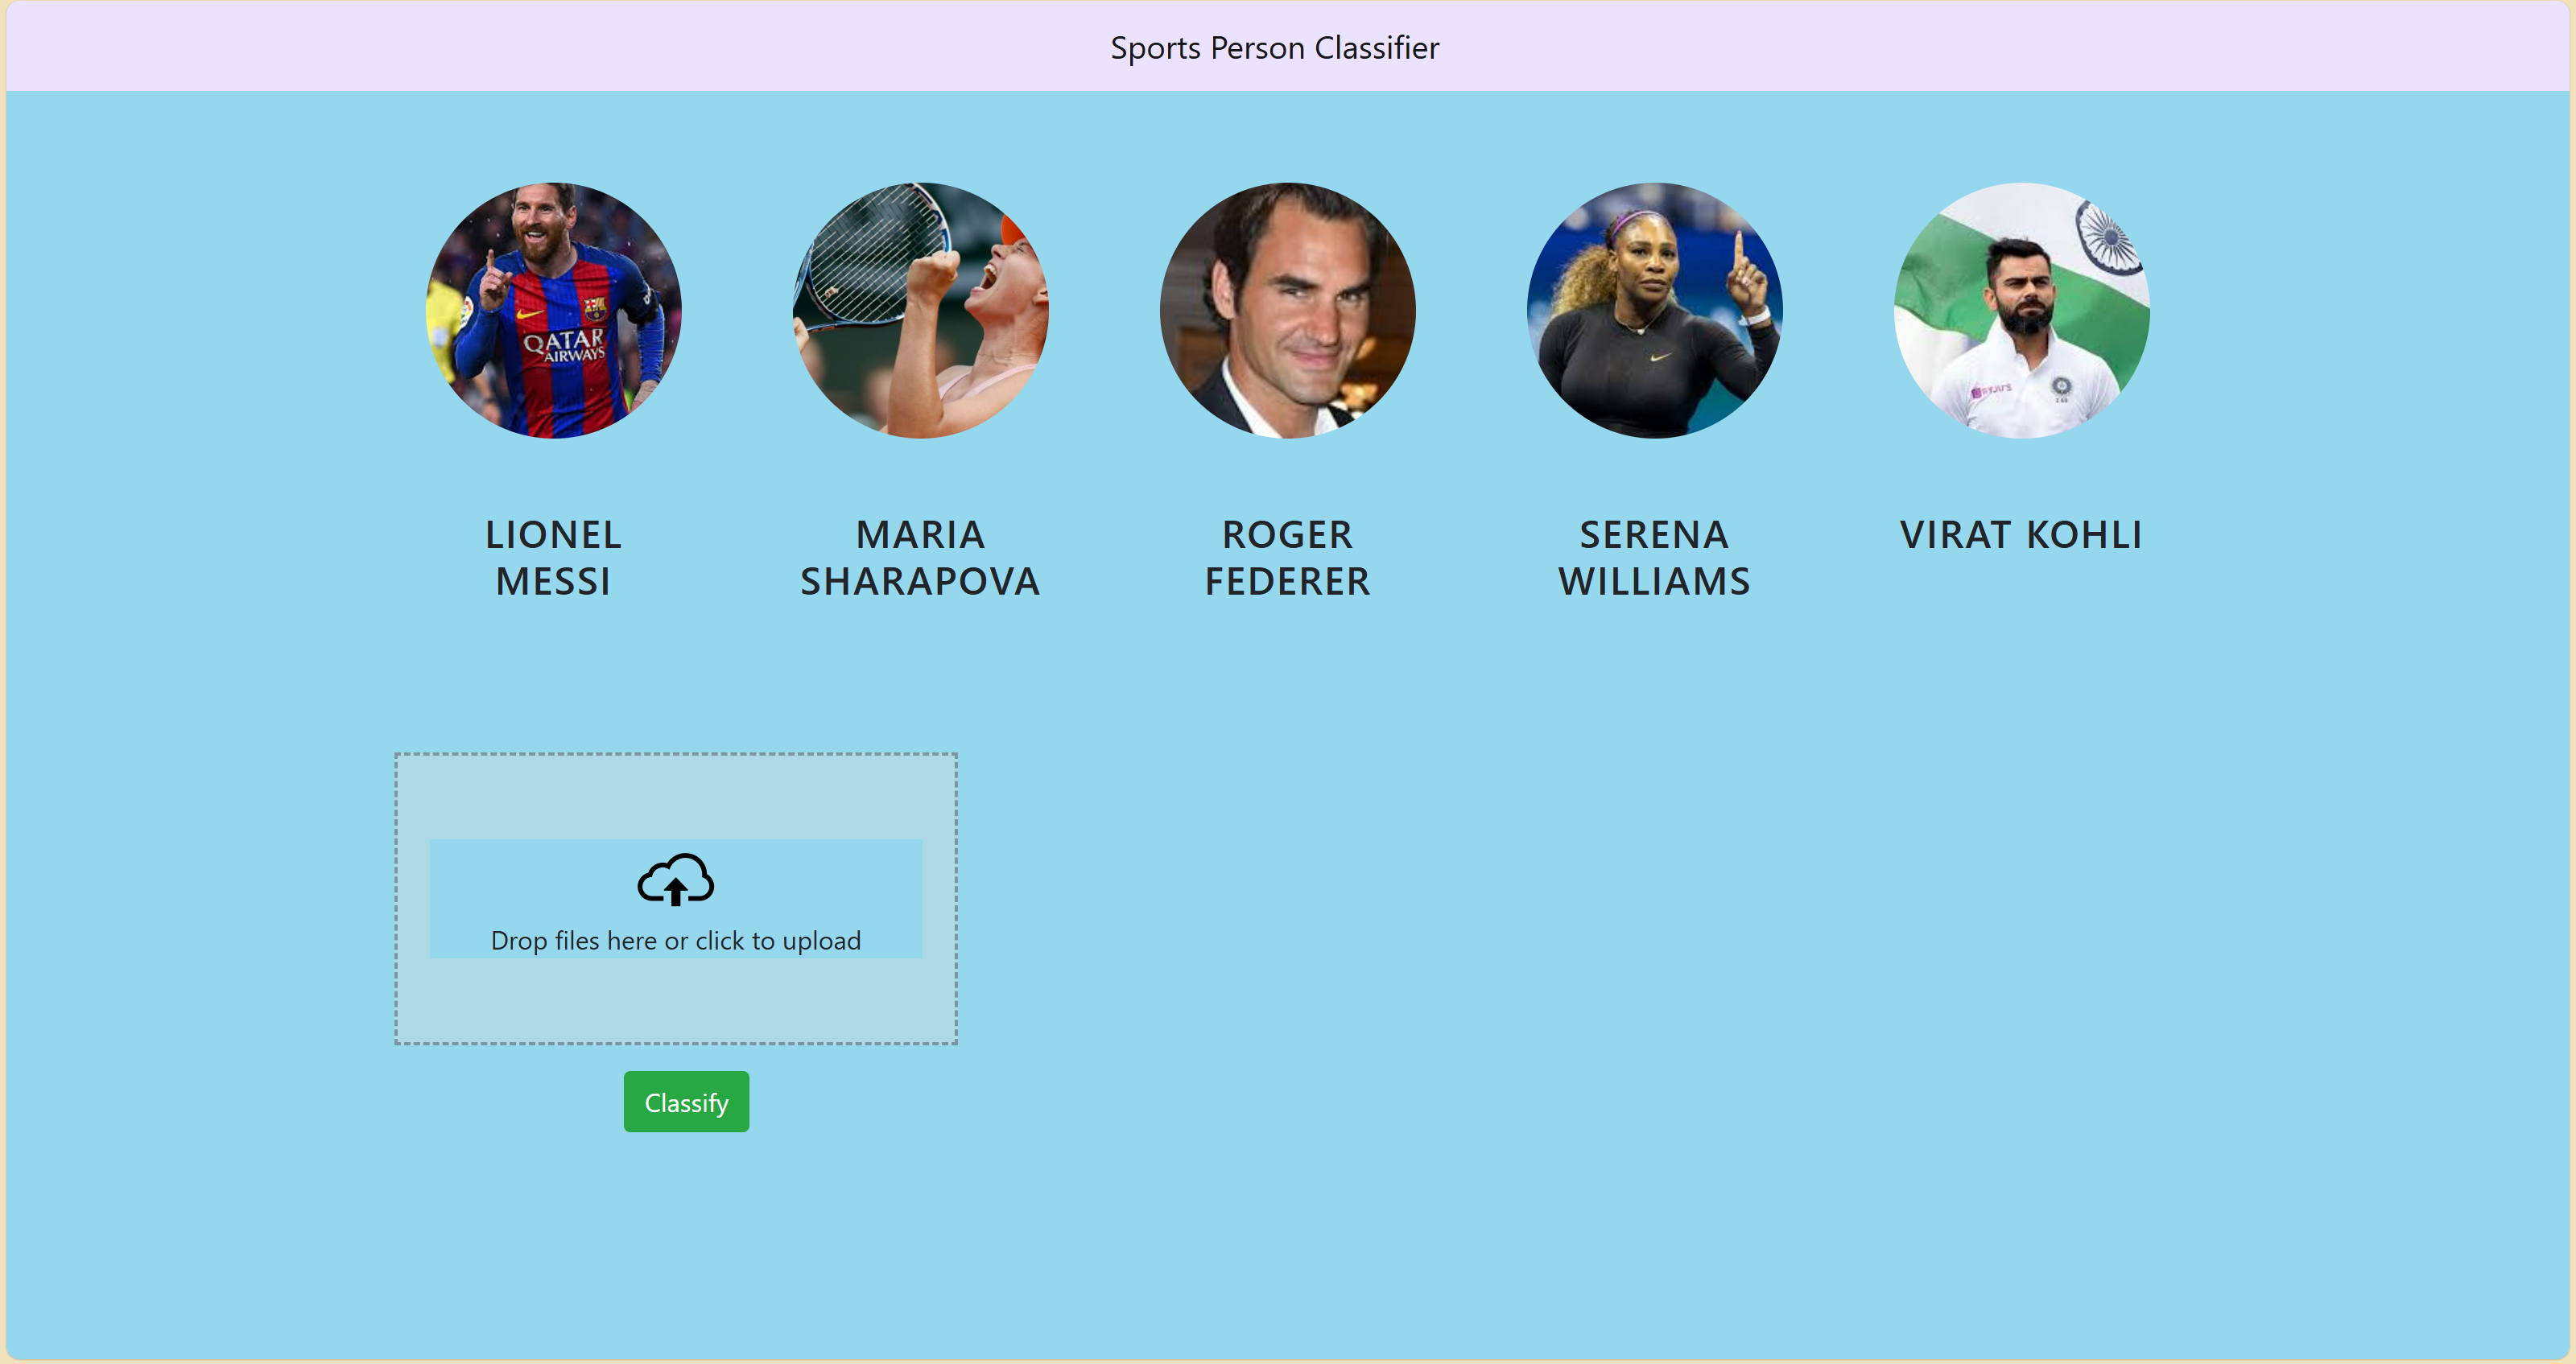 Sports Person Classifier
QATAR
AIRWAYS
BYJU'S
LIONEL
MESSI
MARIA
SHARAPOVA
ROGER
FEDERER
SERENA
WILLIAMS
VIRAT KOHLI
Drop files here or click to upload
Classify